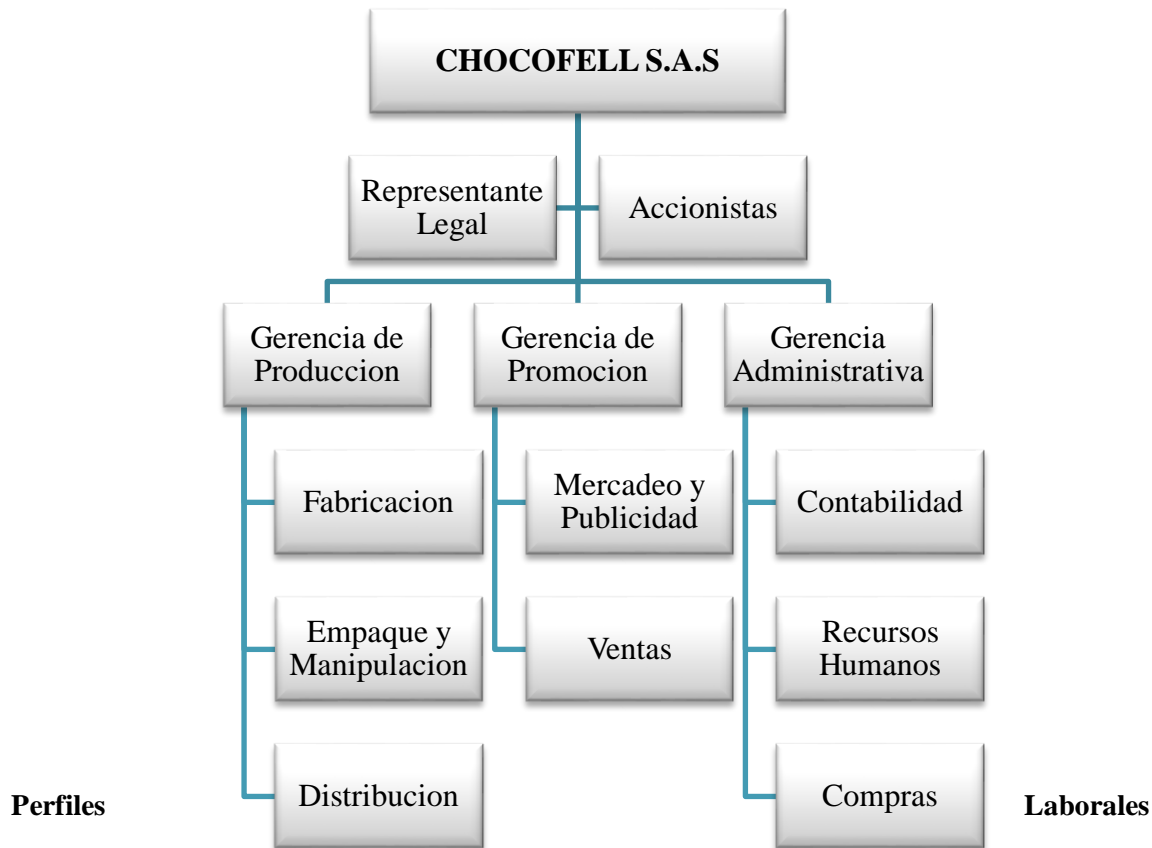 CHOCOFELL S.A.S
Representante
Legal
Accionistas
Gerencia de
Produccion
Gerencia de
Promocion
Gerencia
Administrativa
Fabricacion
Mercadeo y
Publicidad
Contabilidad
Empaque y
Manipulacion
Ventas
Recursos
Humanos
Distribucion
Compras
Perfiles
Laborales